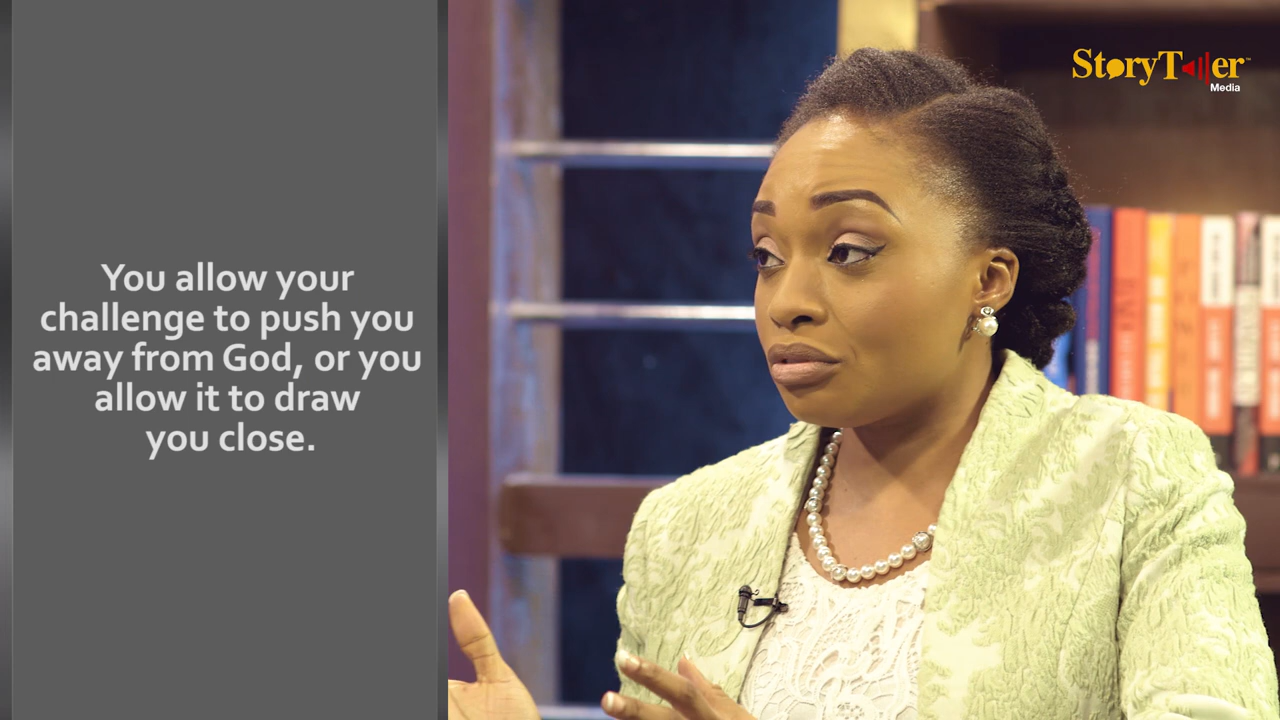 You allow your
challenge to push you
away from God, or you
allow it to draw
you close.
StoryTeller™
Media